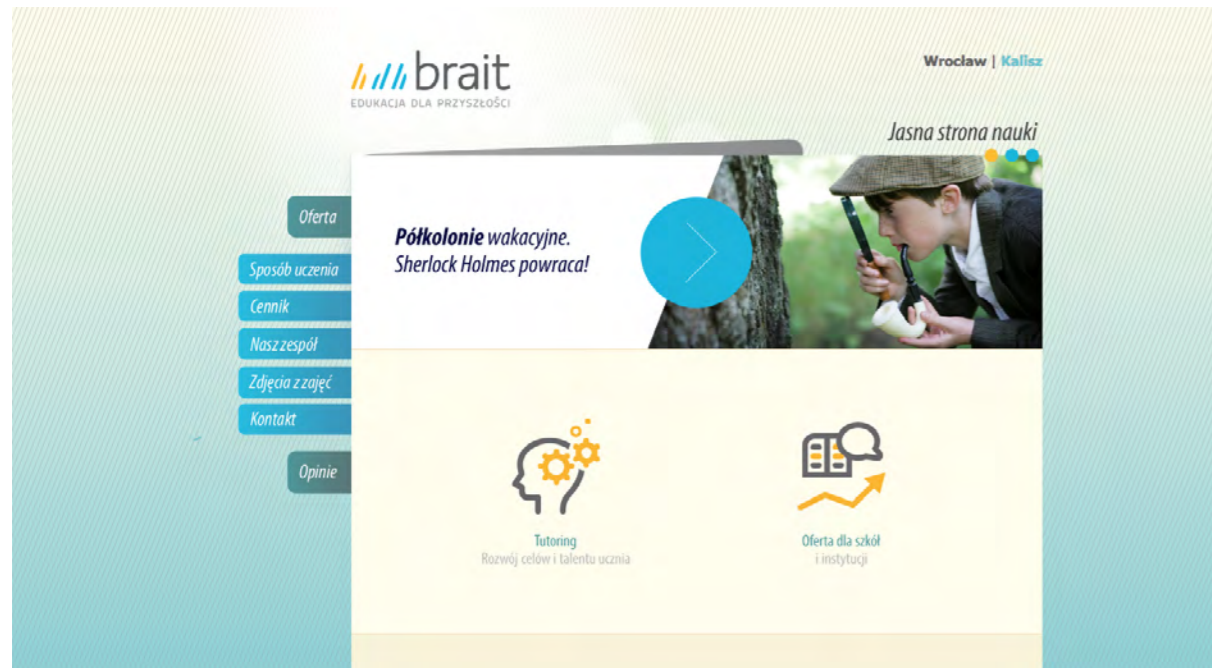 brait
EDUKACJA DLA PRZYSZŁOŚCI
Wrocław | Kalisz
Jasna strona nauki
Oferta
Sposób uczenia
Cennik
Nasz zespół
Zdjęcia z zajęć
Kontakt
Opinie
Półkolonie wakacyjne.
Sherlock Holmes powraca!
Tutoring
Rozwój celów i talentu ucznia
Oferta dla szkół
i instytucji